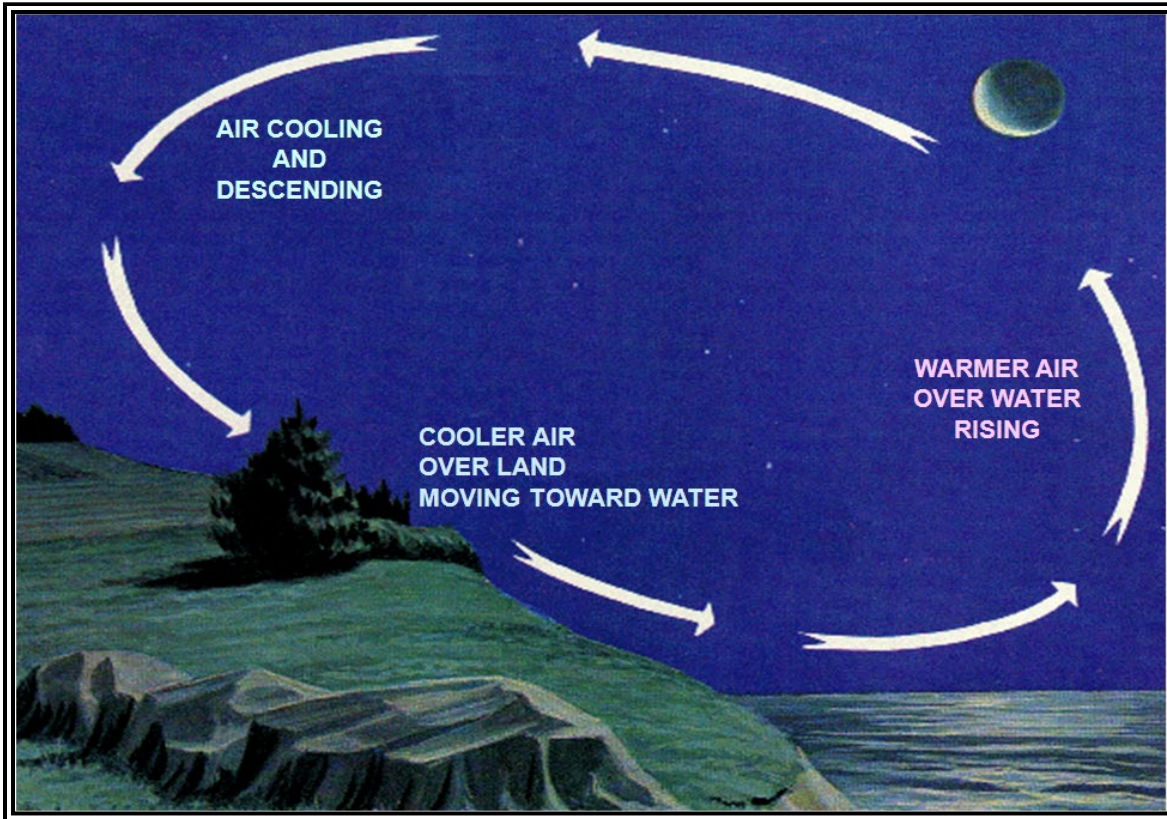 AIR COOLING
AND
DESCENDING
WARMER AIR
OVER WATER
RISING
COOLER AIR
OVER LAND
MOVING TOWARD WATER